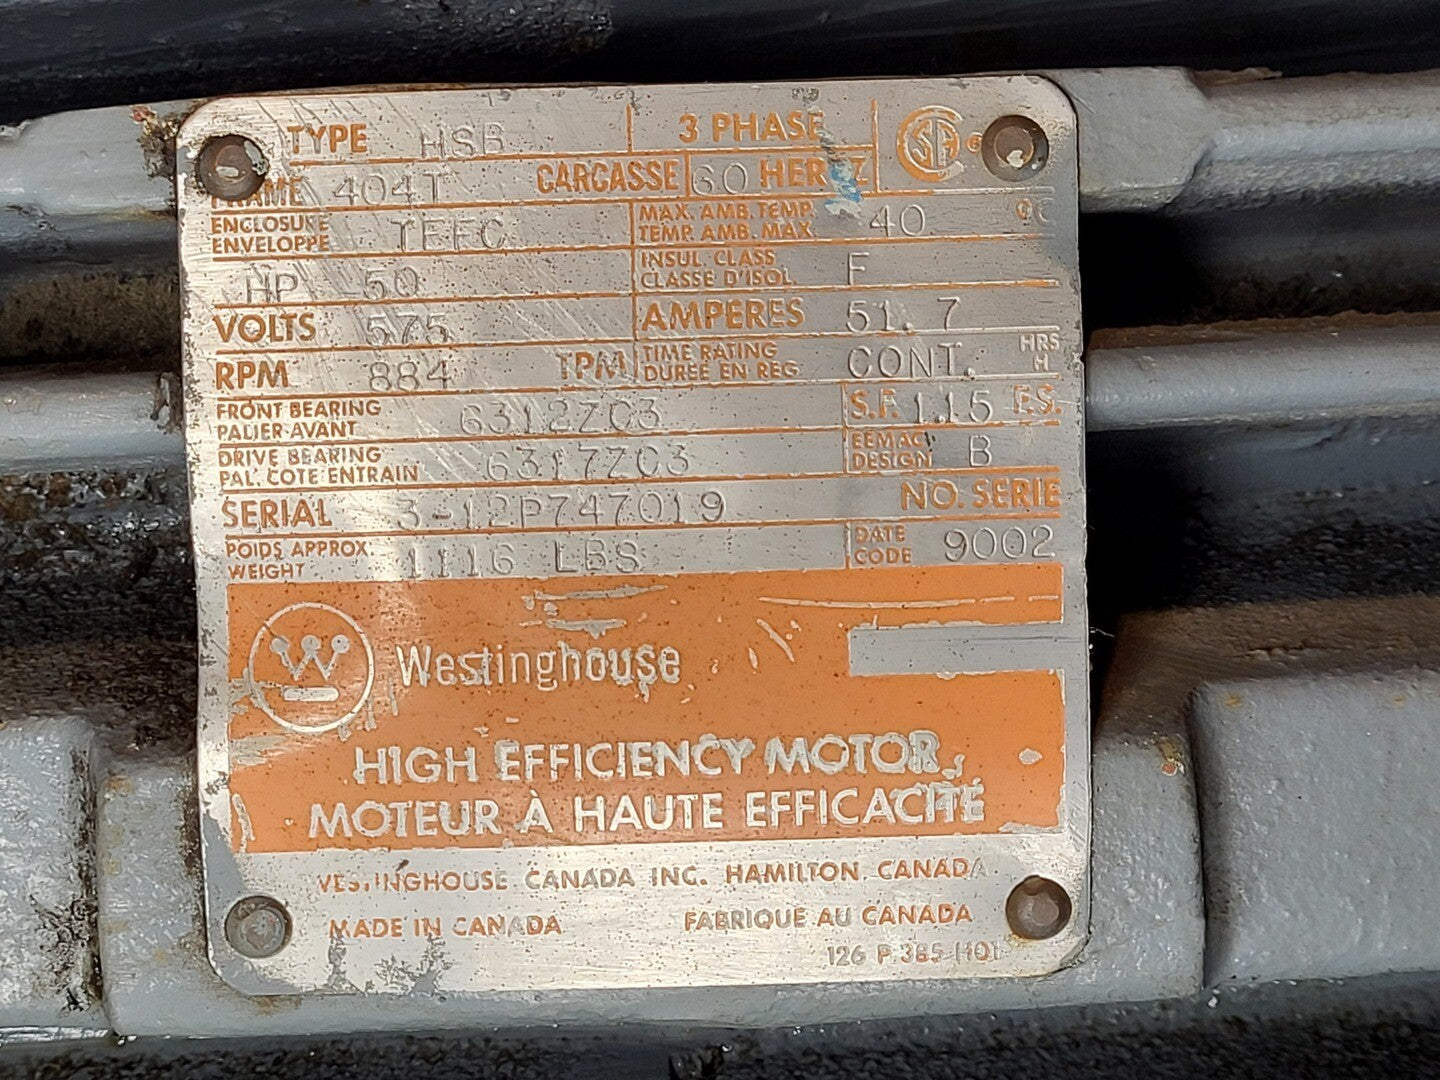 TYPE HSB 3 PHASE CSA ®
FRAME 404T CARCASSE 60 HERTZ
ENCLOSURE
ENVELOPPE TEFC
MAX. AMB. TEMP.
TEMP. AMB. MAX. 40 °C
HP 50
INSUL CLASS
CLASSE D'ISOL F
VOLTS 575 AMPERES 51.7
RPM 884 TPM
TIME RATING
DURÉE EN REG. CONT. HRS
H
FRONT BEARING
PALIER AVANT 6312ZC3
S.F. 1.15 F.S.
DRIVE BEARING
PAL. COTE ENTRAIN 6317ZC3
EEMAC
DESIGN B
SERIAL 3-12P747019 NO. SERIE
POIDS APPROX.
WEIGHT 1116 LBS
DATE
CODE 9002
W Westinghouse
HIGH EFFICIENCY MOTOR
MOTEUR À HAUTE EFFICACITÉ
WESTINGHOUSE CANADA INC. HAMILTON, CANADA
MADE IN CANADA FABRIQUE AU CANADA
126 P 385 H01